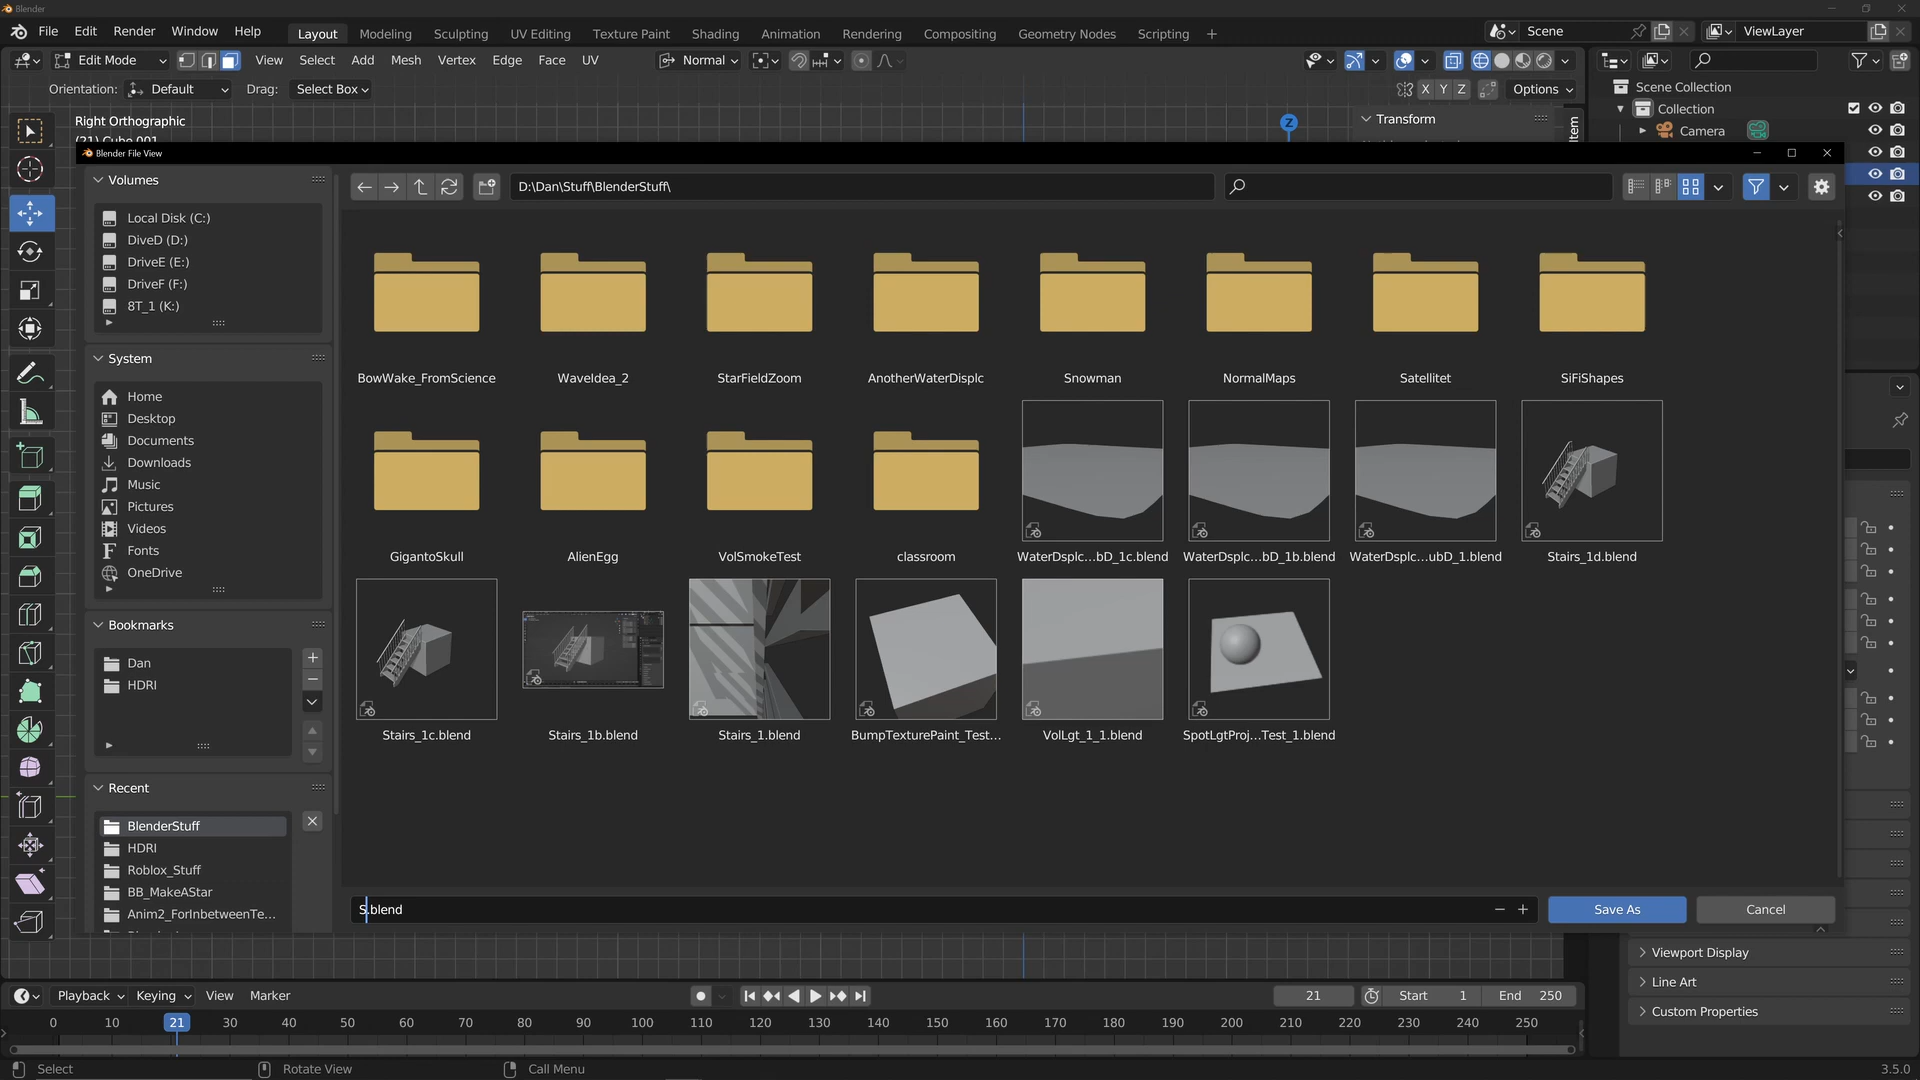 Blender
File Edit Render Window Help
Layout Modeling Sculpting UV Editing Texture Paint Shading Animation Rendering Compositing Geometry Nodes Scripting +
Scene
ViewLayer
Edit Mode
View Select Add Mesh Vertex Edge Face UV
Normal
Orientation: Default Drag: Select Box
X Y Z Options
Scene Collection
Collection
Camera
Right Orthographic
(21) Cube.001
Z
Transform
Item
Blender File View
Volumes
D:\Dan\Stuff\BlenderStuff\
Local Disk (C:)
DiveD (D:)
DriveE (E:)
DriveF (F:)
8T_1 (K:)
System
Home
Desktop
Documents
Downloads
Music
Pictures
Videos
Fonts
OneDrive
Bookmarks
Dan
HDRI
Recent
BlenderStuff
HDRI
Roblox_Stuff
BB_MakeAStar
Anim2_ForInbetweenTe...
BowWake_FromScience WaveIdea_2 StarFieldZoom AnotherWaterDisplc Snowman NormalMaps Satellitet SiFiShapes
GigantoSkull AlienEgg VolSmokeTest classroom WaterDsplc...bD_1c.blend WaterDsplc...bD_1b.blend WaterDsplc...ubD_1.blend Stairs_1d.blend
Stairs_1c.blend Stairs_1b.blend Stairs_1.blend BumpTexturePaint_Test... VolLgt_1_1.blend SpotLgtProj...Test_1.blend
S.blend
Save As
Cancel
Viewport Display
Line Art
Custom Properties
Playback Keying View Marker
21 Start 1 End 250
0 10 21 30 40 50 60 70 80 90 100 110 120 130 140 150 160 170 180 190 200 210 220 230 240 250
Select Rotate View Call Menu
3.5.0